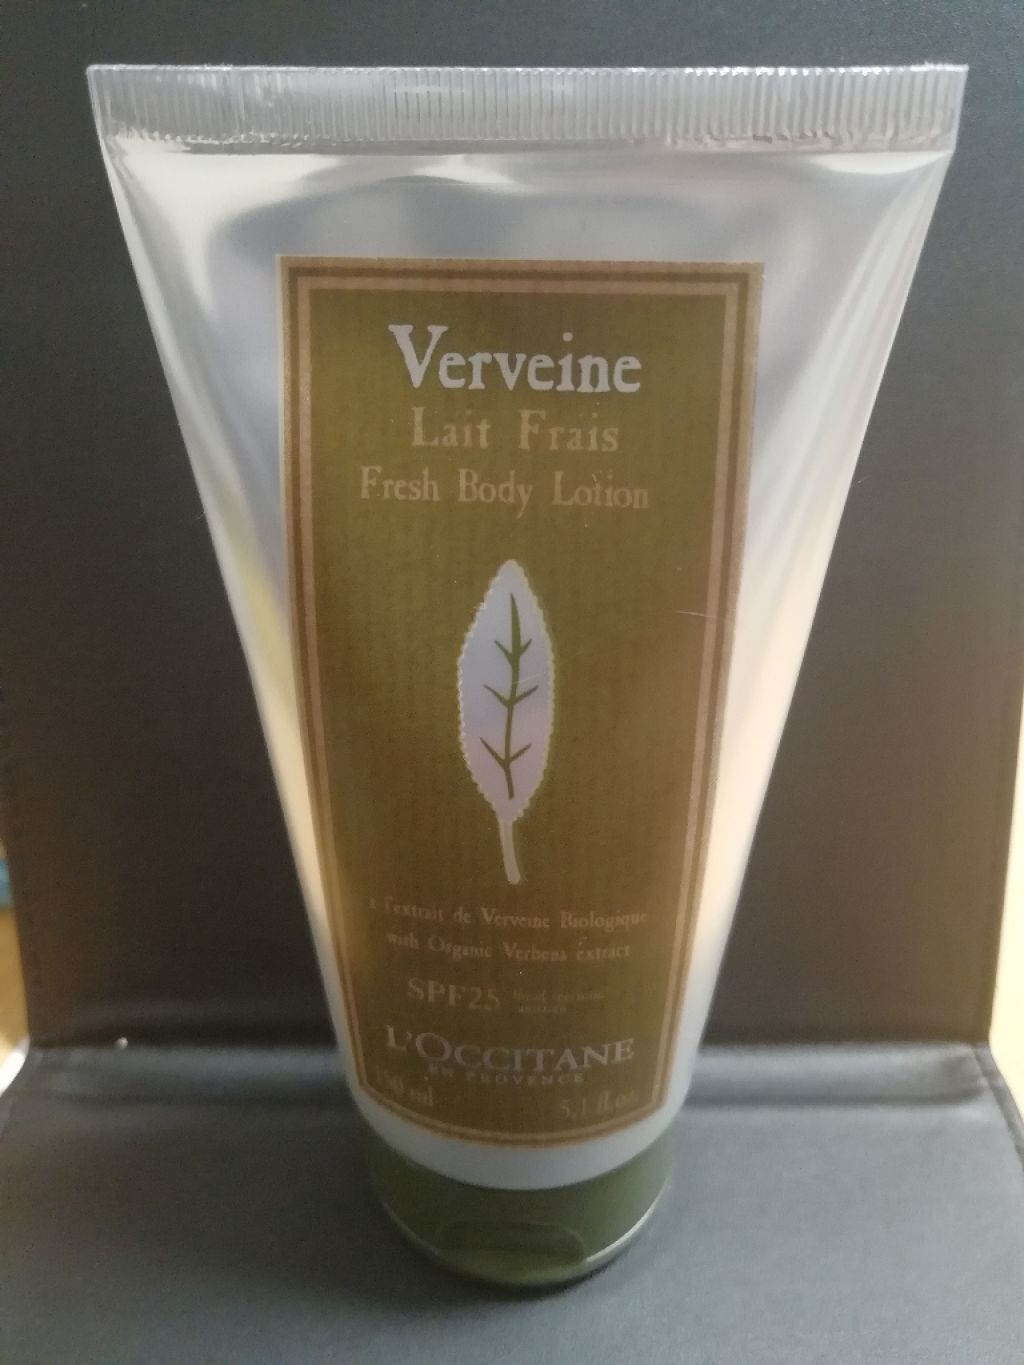 Verveine
Lait Frais
Fresh Body Lotion
à l'extrait de Verveine Biologique
with Organic Verbena extract
SPF25
L'OCCITANE
EN PROVENCE
150 ml 5,1 fl.oz.